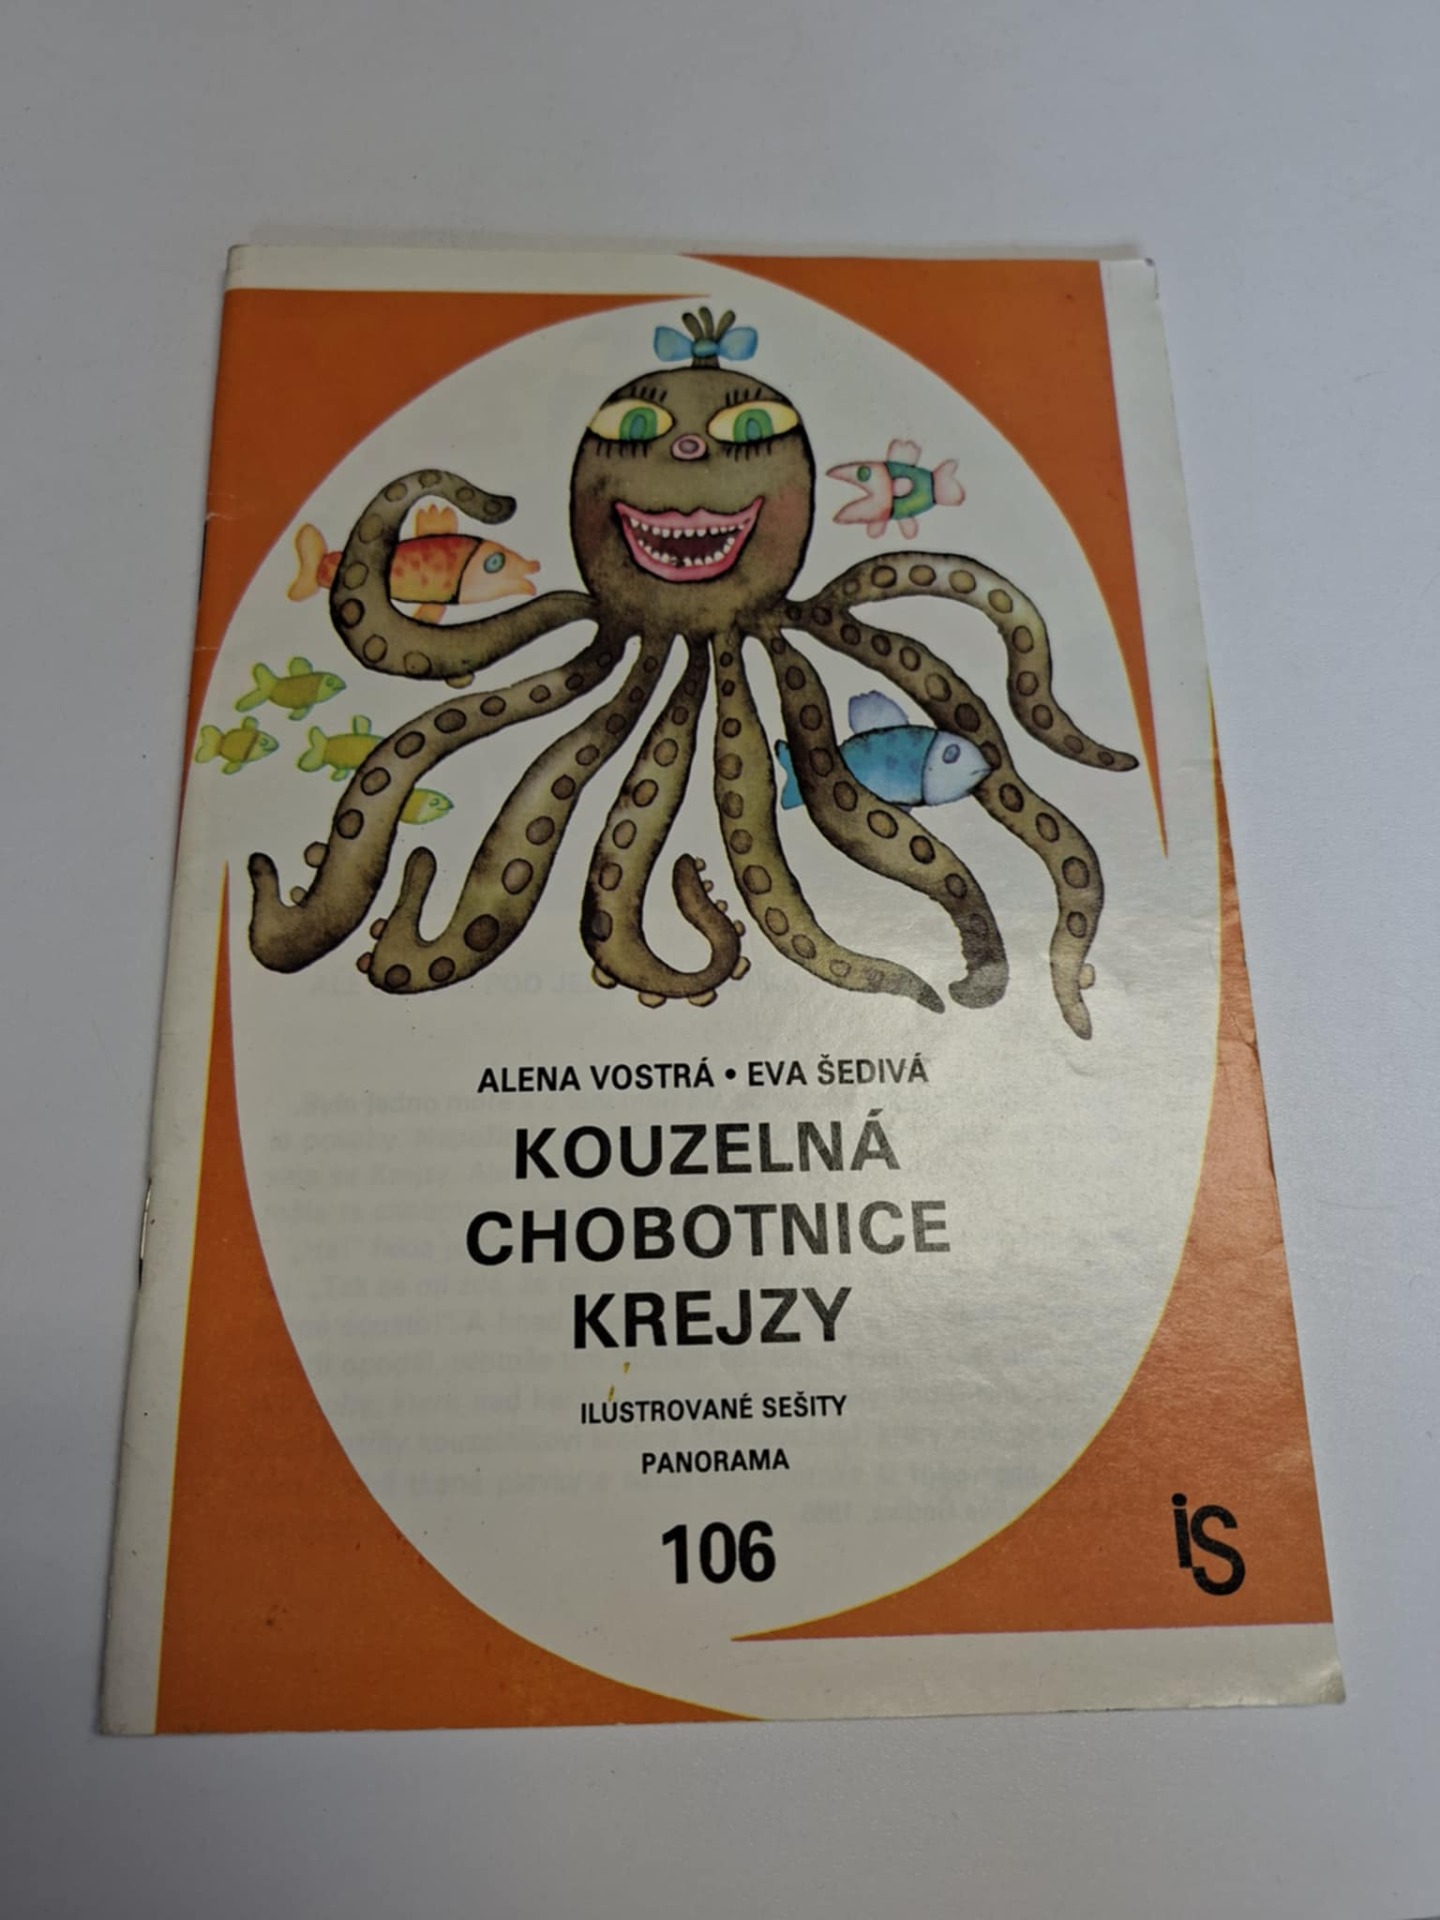 ALENA VOSTRÁ • EVA ŠEDIVÁ
KOUZELNÁ
CHOBOTNICE
KREJZY
ILUSTROVANÉ SEŠITY
PANORAMA
106
iS